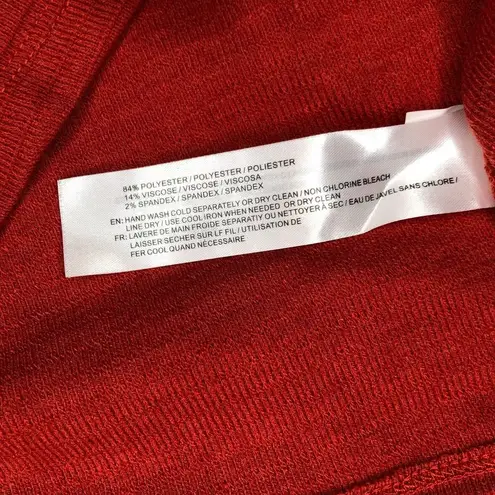 84% POLYESTER / POLYESTER / POLIESTER
14% VISCOSE / VISCOSE / VISCOSA
2% SPANDEX / SPANDEX / SPANDEX
EN: HAND WASH COLD SEPARATELY OR DRY CLEAN / NON CHLORINE BLEACH
LINE DRY / USE COOL IRON WHEN NEEDED OR DRY CLEAN
FR: LAVERE DE MAIN FROIDE SEPARATIY OU NETTOYER À SEC / EAU DE JAVEL SANS CHLORE /
LAISSER SECHER SUR LF FIL / UTILISATION DE
FER COOL QUAND NÉCESSAIRE